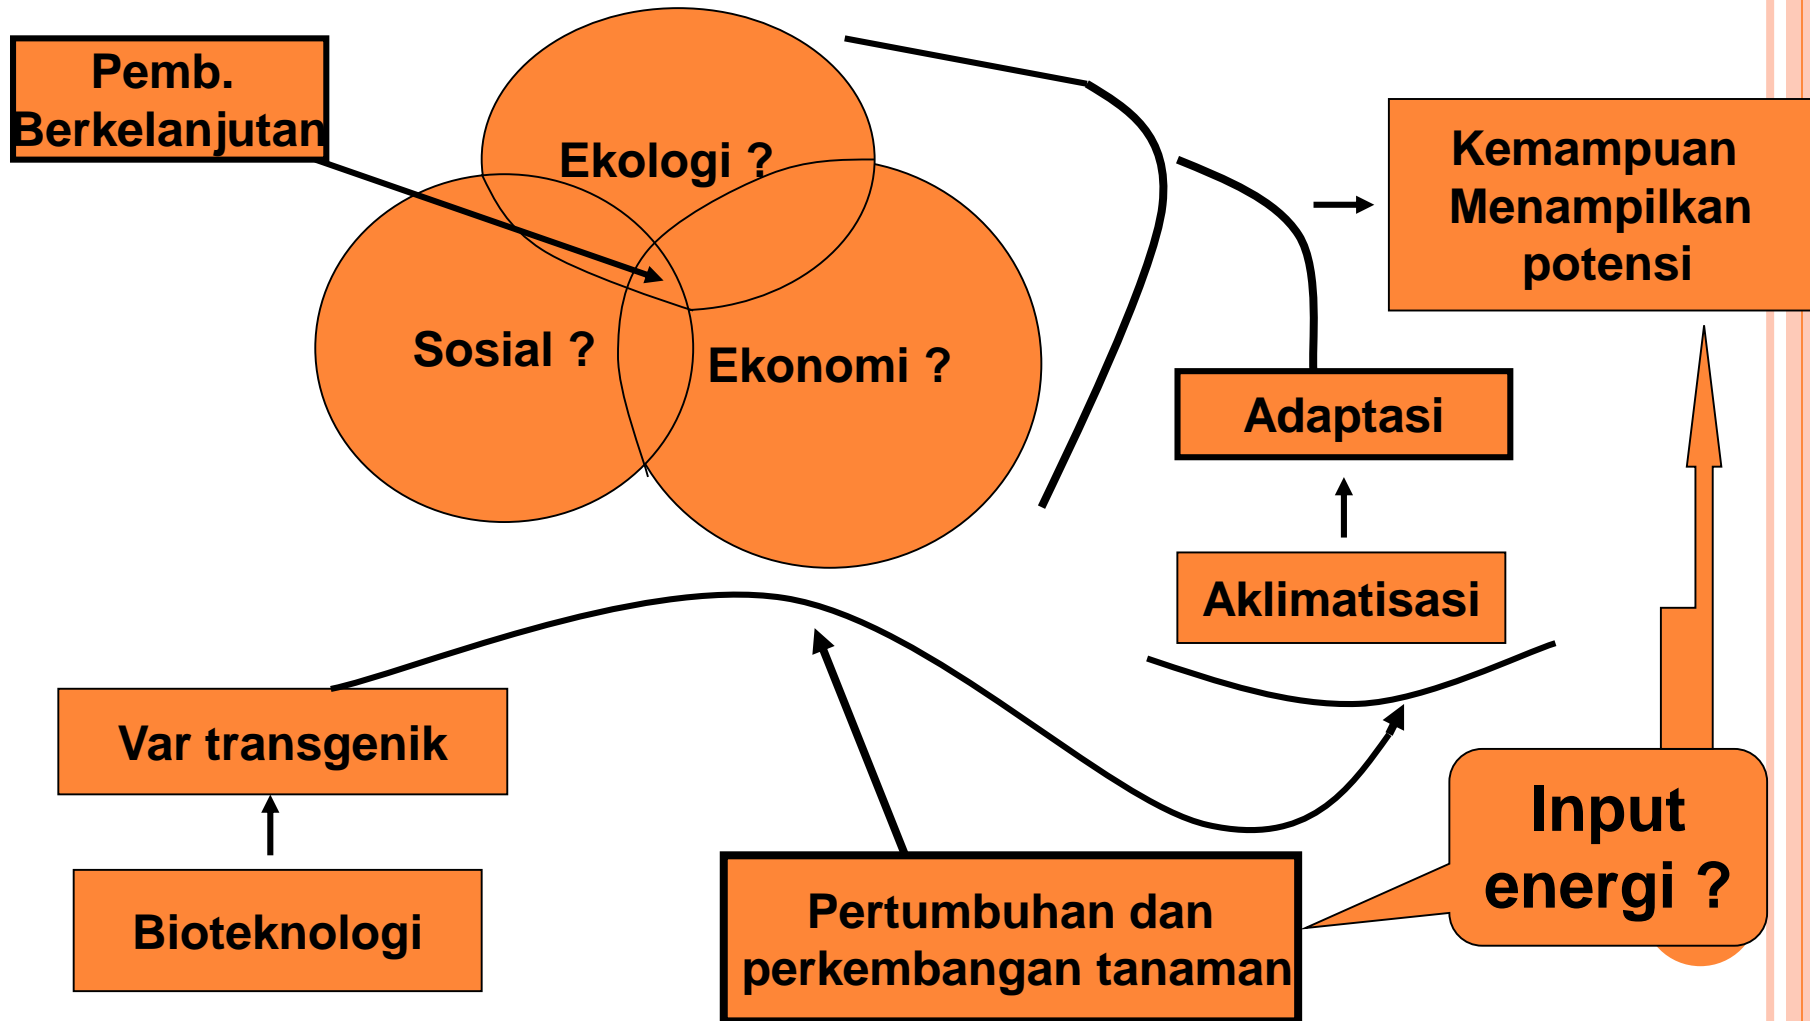 Pemb.
Berkelanjutan
Ekologi ?
Sosial ?
Ekonomi ?
Kemampuan
Menampilkan
potensi
Adaptasi
Aklimatisasi
Var transgenik
Bioteknologi
Pertumbuhan dan
perkembangan tanaman
Input
energi ?